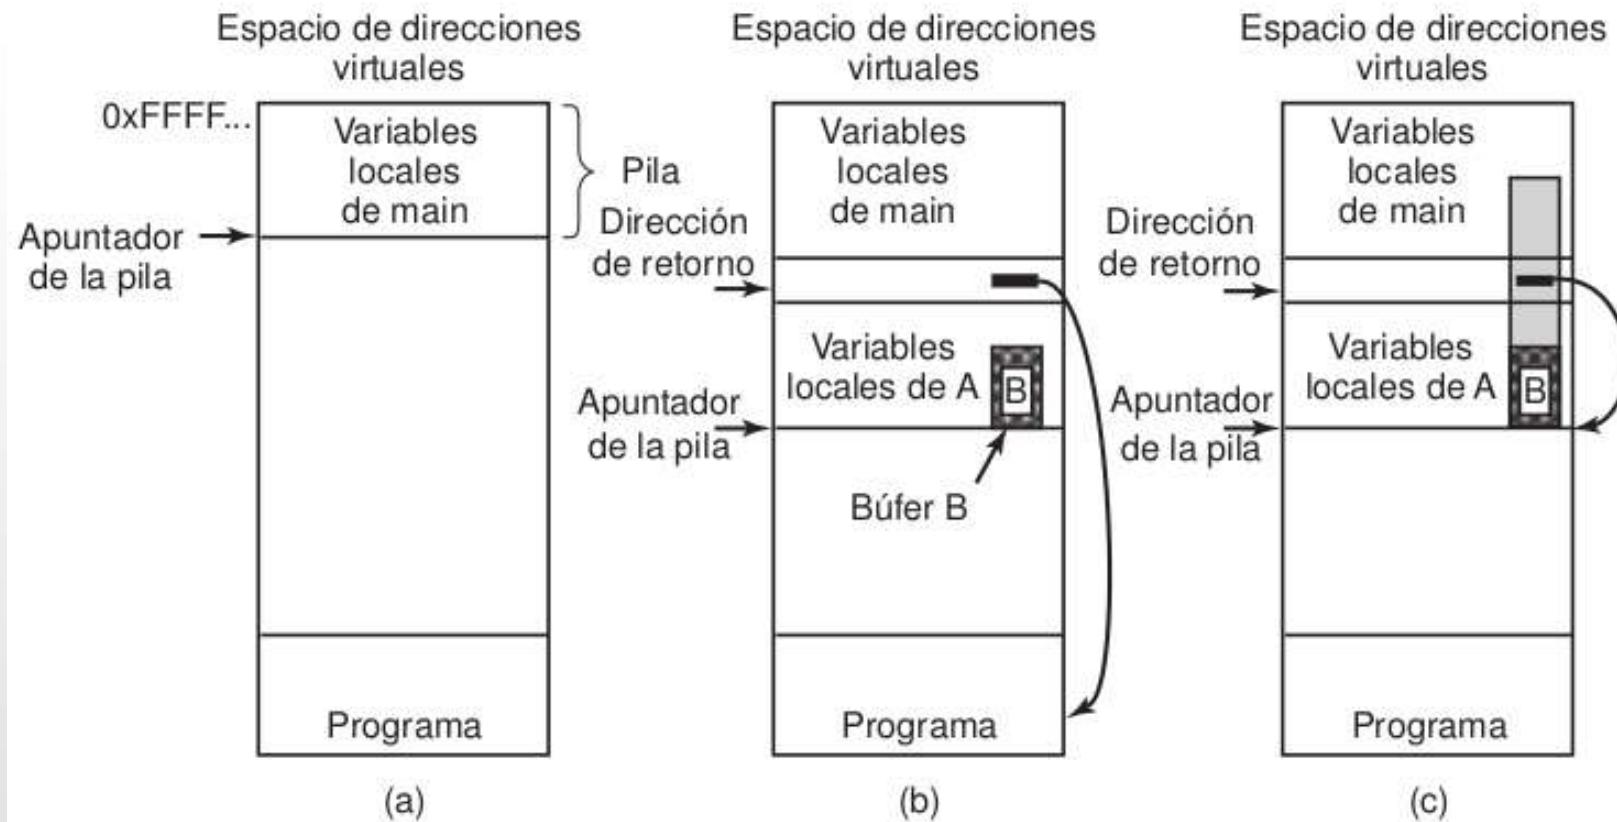 Espacio de direcciones
virtuales
0xFFFF...
Variables
locales
de main
Pila
Apuntador
de la pila
Programa
(a)
Espacio de direcciones
virtuales
Variables
locales
de main
Dirección
de retorno
Variables
locales de A
B
Apuntador
de la pila
Búfer B
Programa
(b)
Espacio de direcciones
virtuales
Variables
locales
de main
Dirección
de retorno
Variables
locales de A
B
Apuntador
de la pila
Programa
(c)